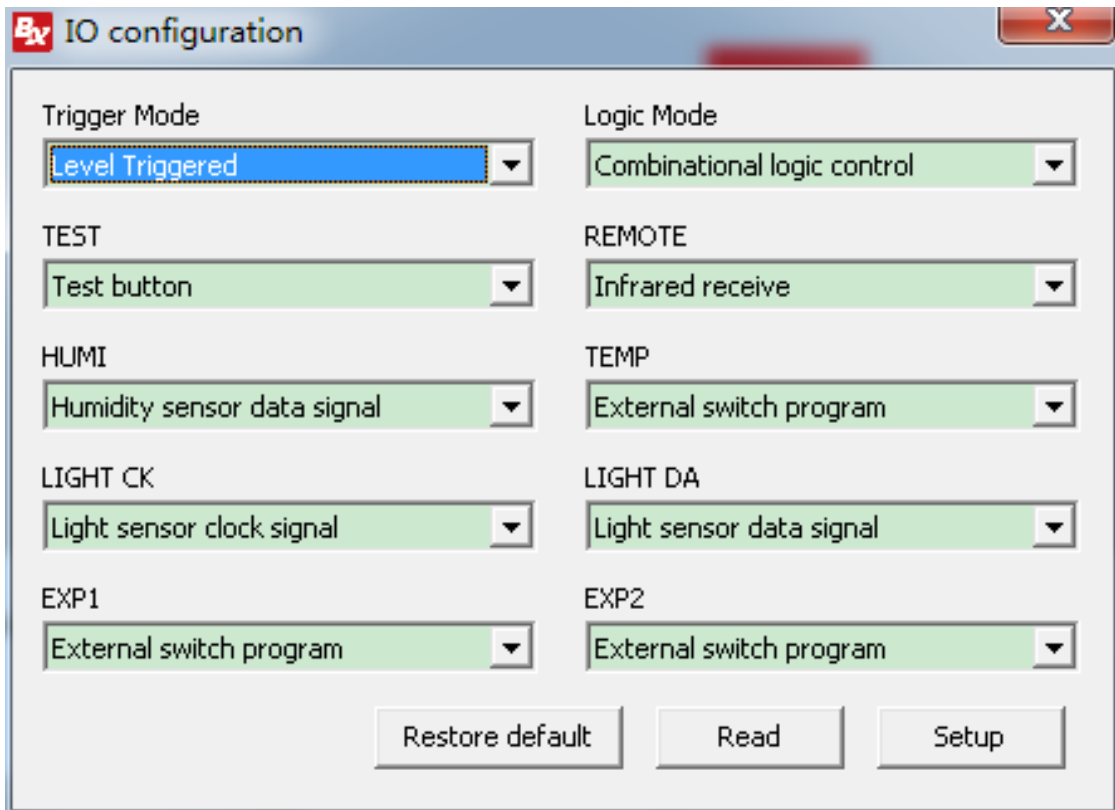 BX IO configuration
Trigger Mode
Logic Mode
Level Triggered
Combinational logic control
TEST
REMOTE
Test button
Infrared receive
HUMI
TEMP
Humidity sensor data signal
External switch program
LIGHT CK
LIGHT DA
Light sensor clock signal
Light sensor data signal
EXP1
EXP2
External switch program
External switch program
Restore default
Read
Setup